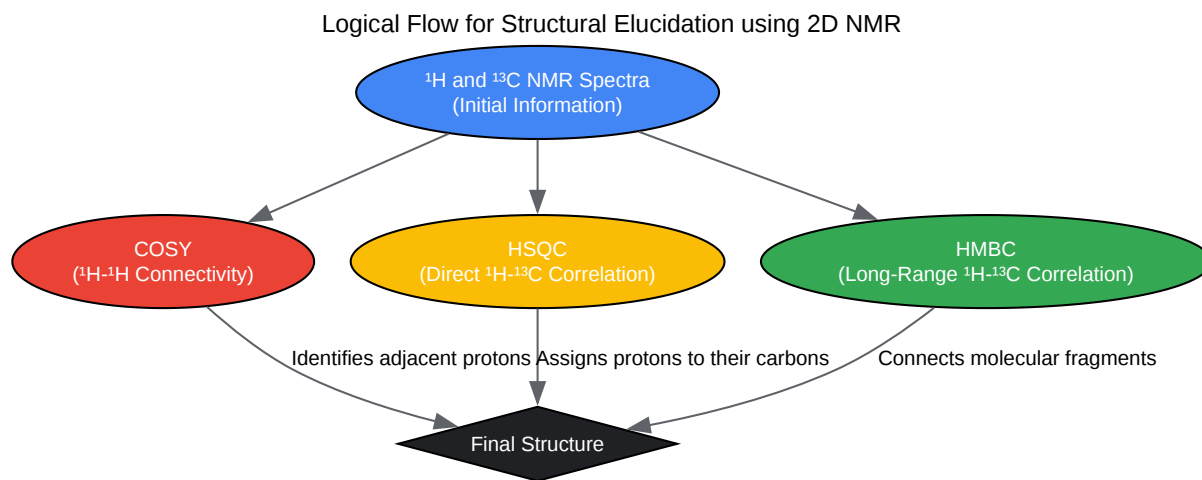 Logical Flow for Structural Elucidation using 2D NMR
¹H and ¹³C NMR Spectra
(Initial Information)
COSY
(¹H-¹H Connectivity)
HSQC
(Direct ¹H-¹³C Correlation)
HMBC
(Long-Range ¹H-¹³C Correlation)
Identifies adjacent protons
Assigns protons to their carbons
Connects molecular fragments
Final Structure